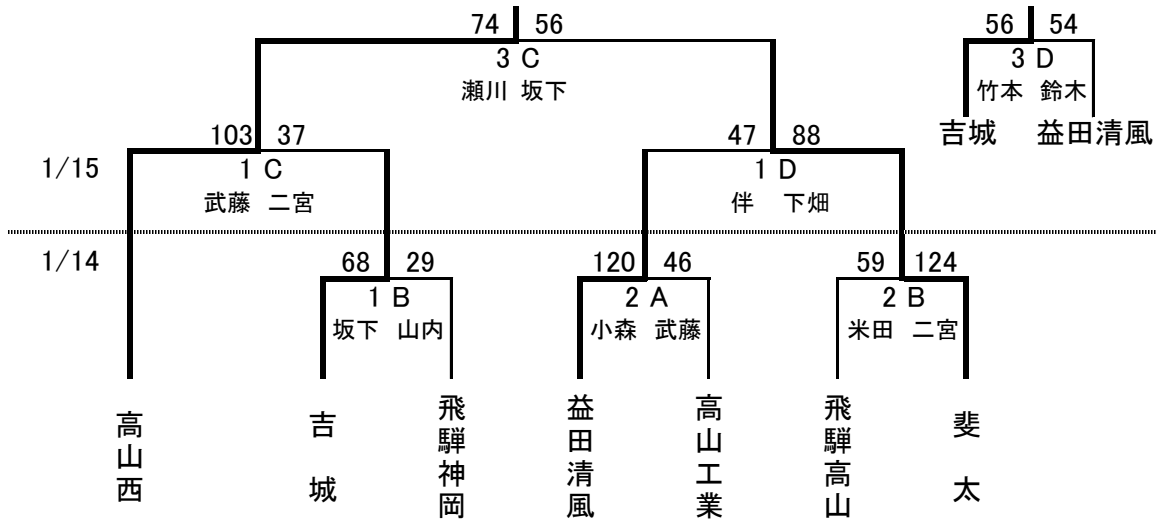 74 56 56 54
3 C 3 D
瀬川 坂下 竹本 鈴木
吉城 益田清風
103 37 47 88
1/15 1 C 1 D
武藤 二宮 伴 下畑
1/14 68 29 120 46 59 124
1 B 2 A 2 B
坂下 山内 小森 武藤 米田 二宮
高山西
吉城
飛騨神岡
益田清風
高山工業
飛騨高山
斐太